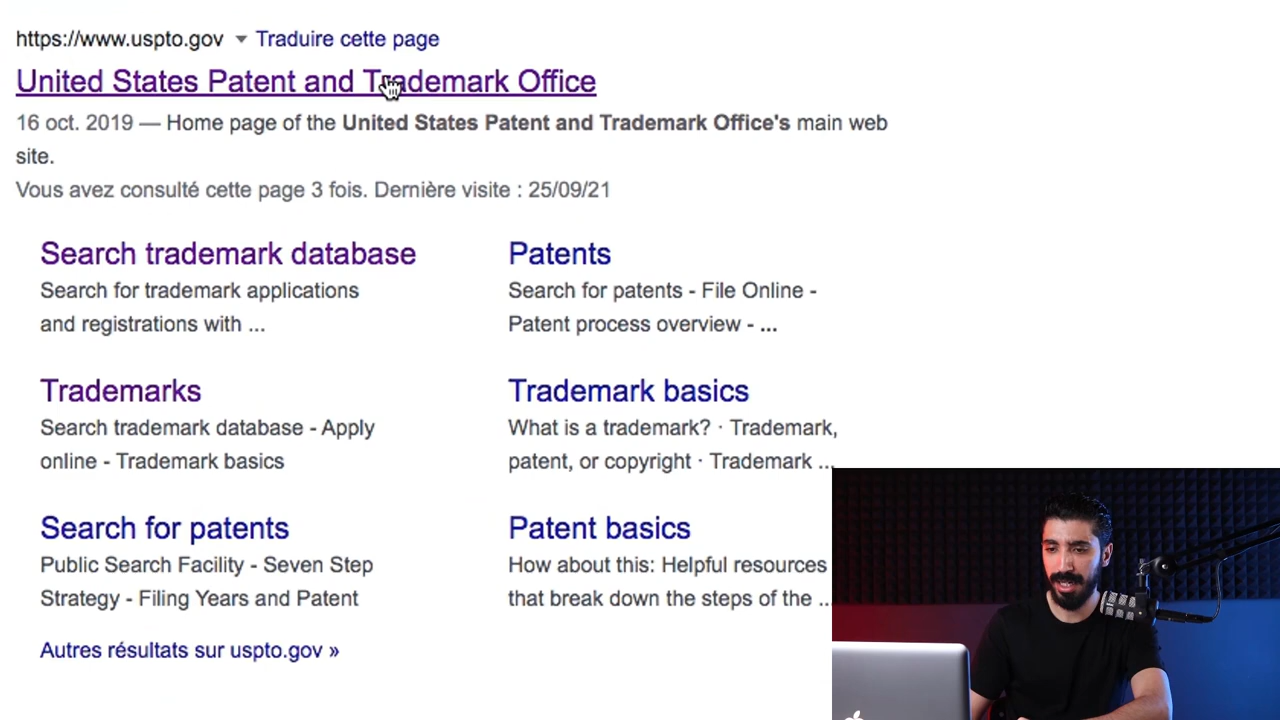 https://www.uspto.gov ▼ Traduire cette page
United States Patent and Trademark Office
16 oct. 2019 — Home page of the United States Patent and Trademark Office's main web
site.
Vous avez consulté cette page 3 fois. Dernière visite : 25/09/21
Search trademark database
Search for trademark applications
and registrations with ...
Patents
Search for patents - File Online -
Patent process overview - ...
Trademarks
Search trademark database - Apply
online - Trademark basics
Trademark basics
What is a trademark? · Trademark,
patent, or copyright · Trademark ...
Search for patents
Public Search Facility - Seven Step
Strategy - Filing Years and Patent
Patent basics
How about this: Helpful resources
that break down the steps of the ...
Autres résultats sur uspto.gov »